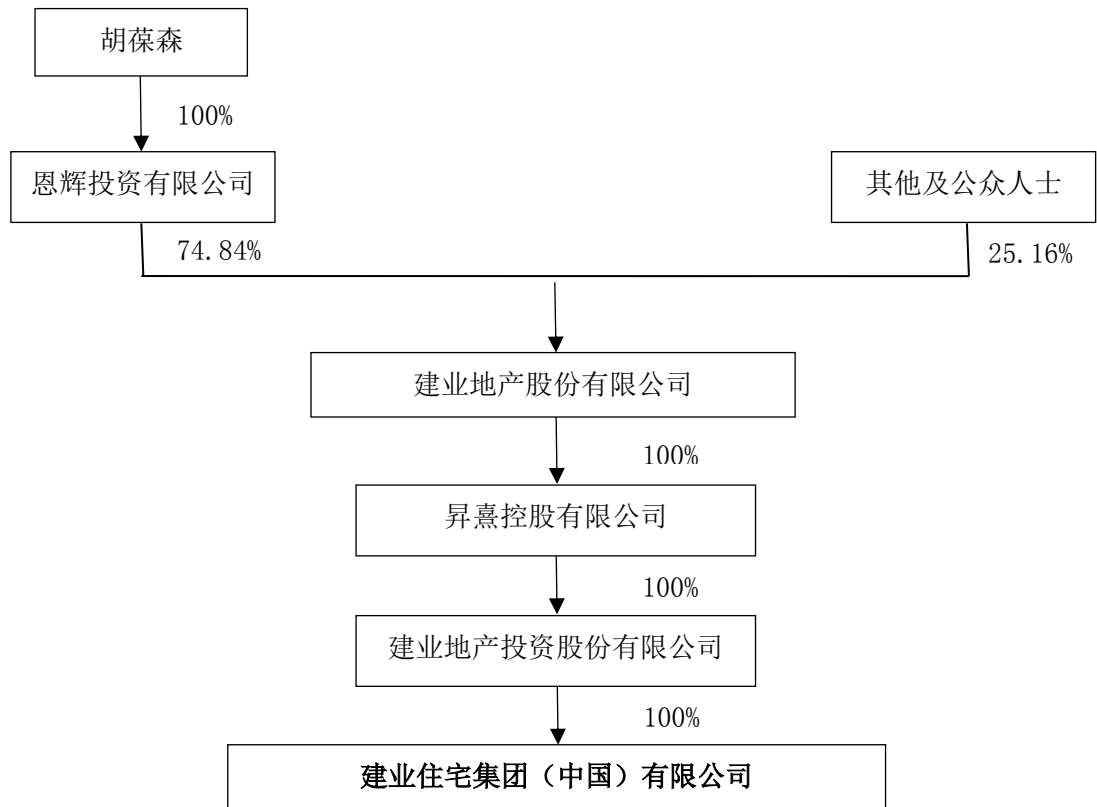 胡葆森
100%
恩辉投资有限公司
其他及公众人士
74.84%
25.16%
建业地产股份有限公司
100%
昇熹控股有限公司
100%
建业地产投资股份有限公司
100%
建业住宅集团（中国）有限公司